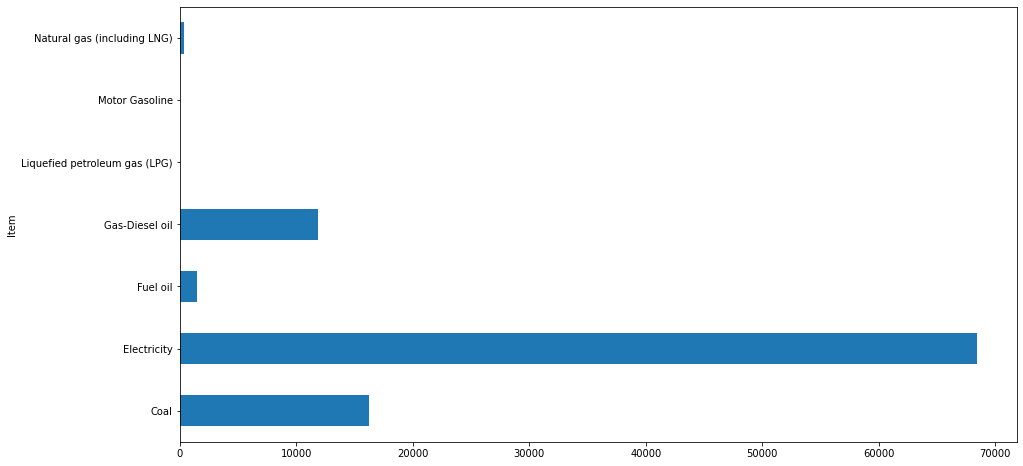 Natural gas (including LNG)
Motor Gasoline
Liquefied petroleum gas (LPG)
Gas-Diesel oil
Fuel oil
Electricity
Coal
Item
0 10000 20000 30000 40000 50000 60000 70000